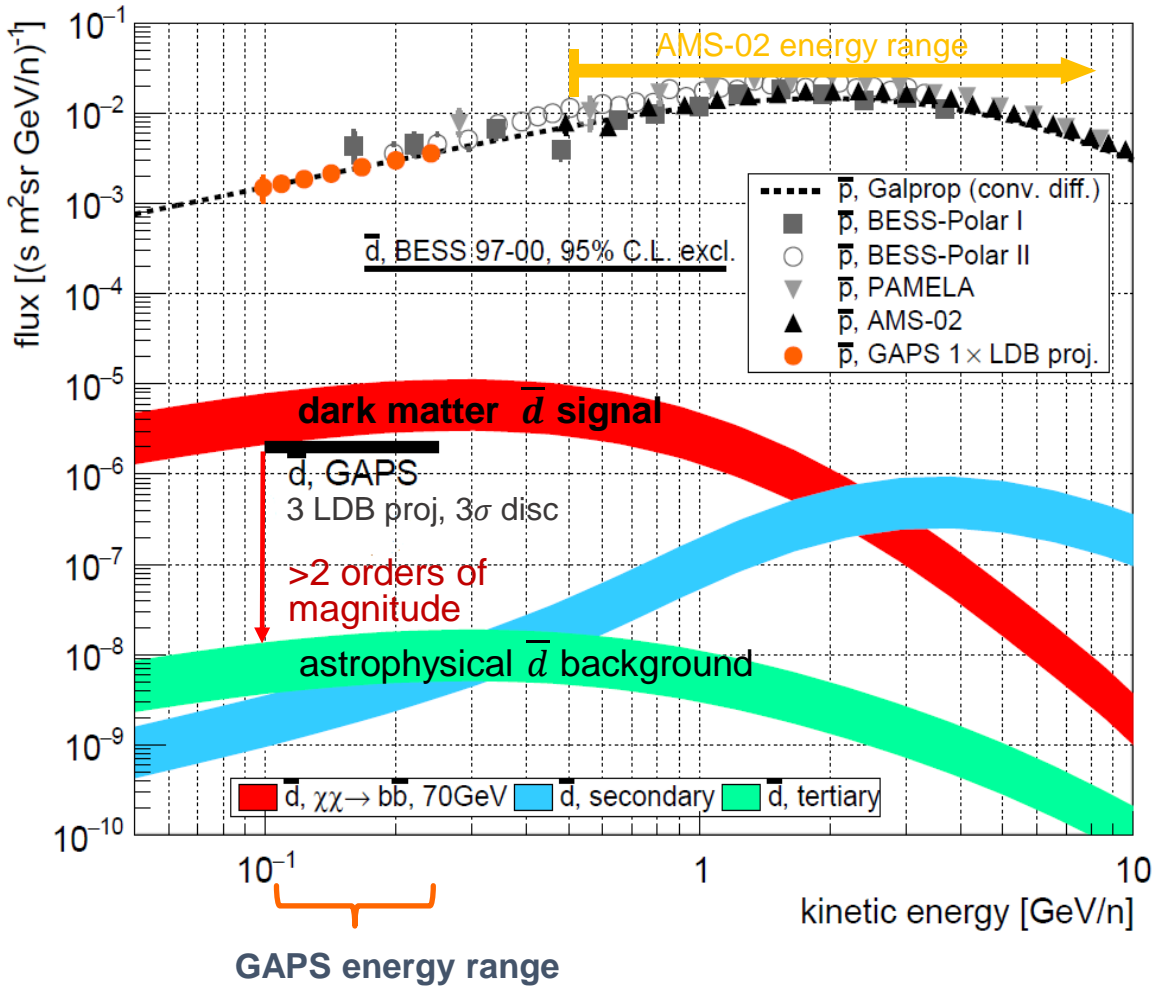 10⁻¹
AMS-02 energy range
10⁻²
p̅, Galprop (conv. diff.)
p̅, BESS-Polar I
p̅, BESS-Polar II
p̅, PAMELA
p̅, AMS-02
p̅, GAPS 1× LDB proj.
10⁻³
d̅, BESS 97-00, 95% C.L. excl.
10⁻⁴
flux [(s m²sr GeV/n)⁻¹]
10⁻⁵
dark matter d̅ signal
10⁻⁶
d̅, GAPS
3 LDB proj, 3σ disc
10⁻⁷
>2 orders of
magnitude
10⁻⁸
astrophysical d̅ background
10⁻⁹
d̅, χχ→ bb̅, 70GeV
d̅, secondary
d̅, tertiary
10⁻¹⁰
10⁻¹
1
10
kinetic energy [GeV/n]
GAPS energy range